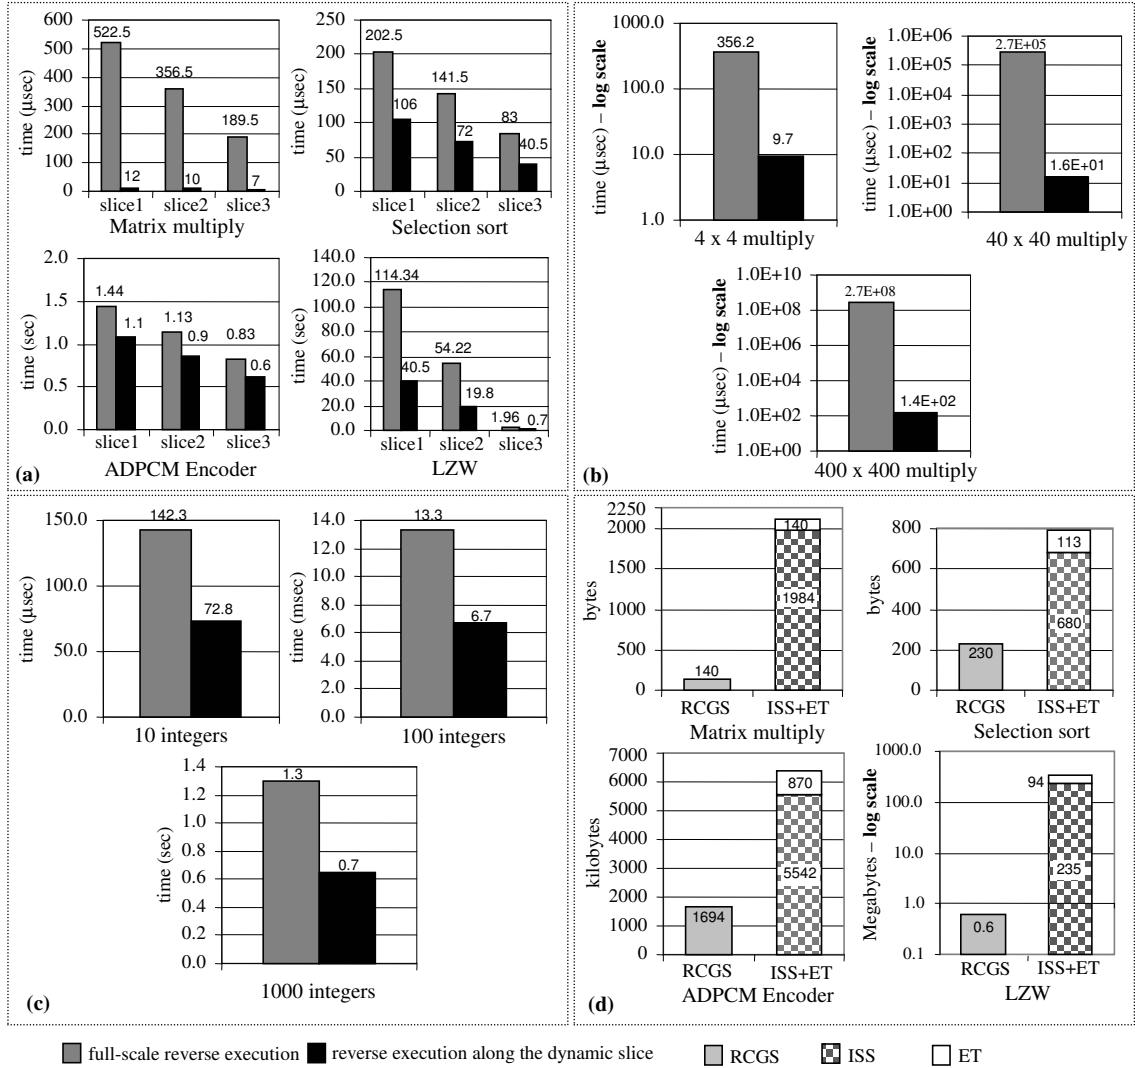 600
500
400
300
200
100
0
time (μsec)
522.5
356.5
189.5
12
10
7
slice1 slice2 slice3
Matrix multiply
250
200
150
100
50
0
time (μsec)
202.5
106
141.5
72
83
40.5
slice1 slice2 slice3
Selection sort
2.0
1.5
1.0
0.5
0.0
time (sec)
1.44
1.1
1.13
0.9
0.83
0.6
slice1 slice2 slice3
ADPCM Encoder
140.0
120.0
100.0
80.0
60.0
40.0
20.0
0.0
time (sec)
114.34
40.5
54.22
19.8
1.96
0.7
slice1 slice2 slice3
LZW
(a)
1000.0
100.0
10.0
1.0
time (μsec) – log scale
356.2
9.7
4 x 4 multiply
1.0E+06
1.0E+05
1.0E+04
1.0E+03
1.0E+02
1.0E+01
1.0E+00
time (μsec) – log scale
2.7E+05
1.6E+01
40 x 40 multiply
1.0E+10
1.0E+08
1.0E+06
1.0E+04
1.0E+02
1.0E+00
time (μsec) – log scale
2.7E+08
1.4E+02
400 x 400 multiply
(b)
150.0
100.0
50.0
0.0
time (μsec)
142.3
72.8
10 integers
14.0
12.0
10.0
8.0
6.0
4.0
2.0
0.0
time (msec)
13.3
6.7
100 integers
1.4
1.2
1.0
0.8
0.6
0.4
0.2
0.0
time (sec)
1.3
0.7
1000 integers
(c)
2250
2000
1500
1000
500
0
bytes
140
140
1984
RCGS ISS+ET
Matrix multiply
800
600
400
200
0
bytes
230
113
680
RCGS ISS+ET
Selection sort
7000
6000
5000
4000
3000
2000
1000
0
kilobytes
1694
870
5542
RCGS ISS+ET
ADPCM Encoder
1000.0
100.0
10.0
1.0
0.1
Megabytes – log scale
0.6
94
235
RCGS ISS+ET
LZW
(d)
full-scale reverse execution reverse execution along the dynamic slice RCGS ISS ET